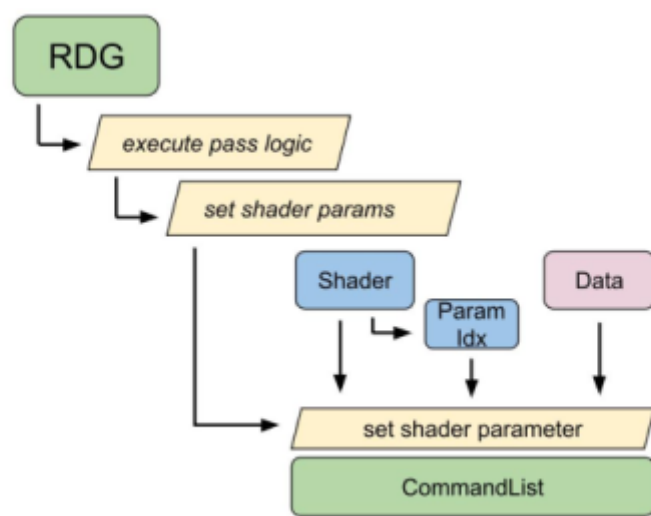 RDG
execute pass logic
set shader params
Shader
Data
Param
Idx
set shader parameter
CommandList